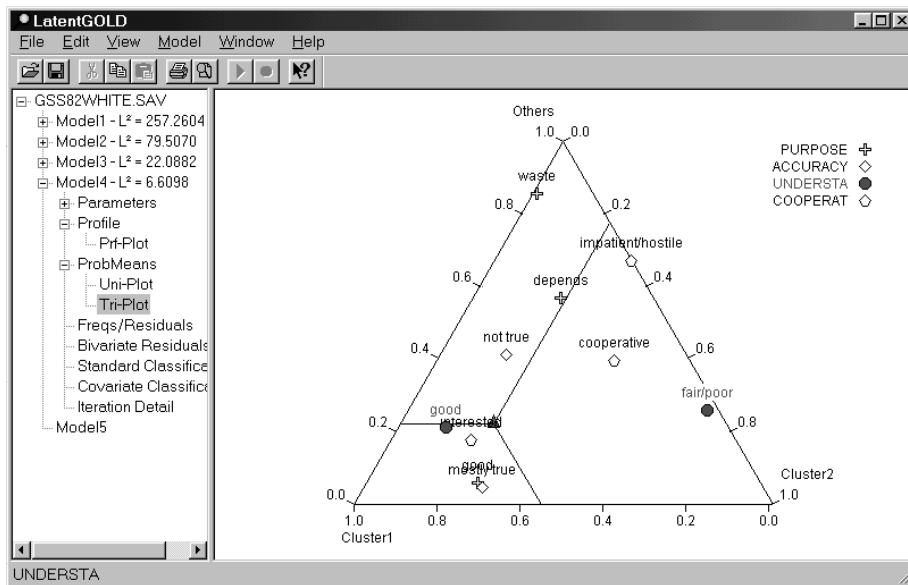 LatentGOLD
File Edit View Model Window Help
GSS82WHITE.SAV
Model1 - L² = 257.2604
Model2 - L² = 79.5070
Model3 - L² = 22.0882
Model4 - L² = 6.6098
Parameters
Profile
Prf-Plot
ProbMeans
Uni-Plot
Tri-Plot
Freqs/Residuals
Bivariate Residuals
Standard Classifica
Covariate Classifica
Iteration Detail
Model5
Others
1.0 0.0
PURPOSE
ACCURACY
UNDERSTA
COOPERAT
waste
0.8 0.2
impatient/hostile
0.6 depends 0.4
not true cooperative
0.4 0.6
fair/poor
good
0.2 0.8
interested
good
mostly true
Cluster2
0.0 1.0
1.0 0.8 0.6 0.4 0.2 0.0
Cluster1
UNDERSTA